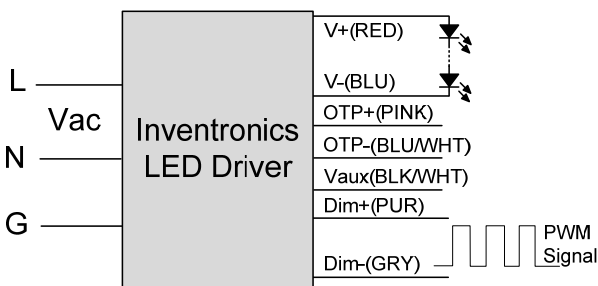 V+(RED)
L
V-(BLU)
Vac
OTP+(PINK)
Inventronics
LED Driver
N
OTP-(BLU/WHT)
Vaux(BLK/WHT)
Dim+(PUR)
G
PWM
Signal
Dim-(GRY)